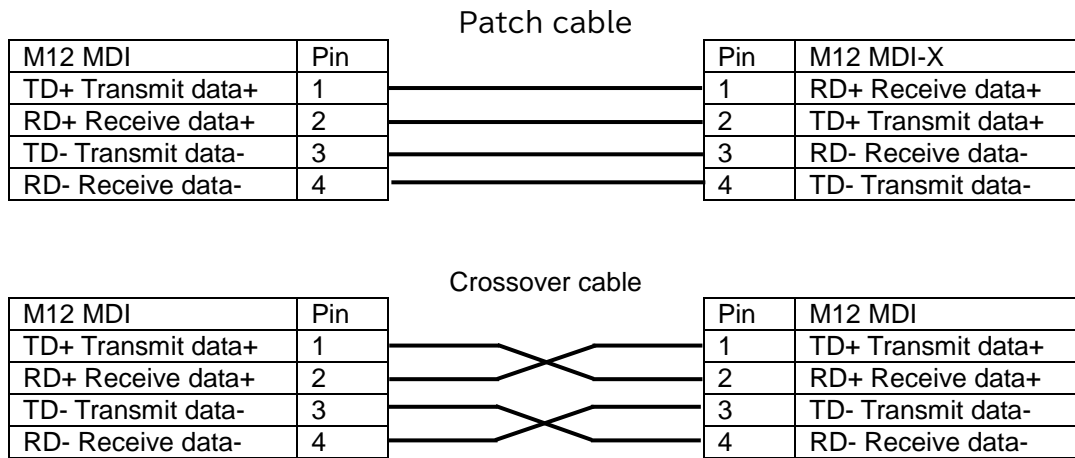 Patch cable
M12 MDI Pin Pin M12 MDI-X
TD+ Transmit data+ 1 1 RD+ Receive data+
RD+ Receive data+ 2 2 TD+ Transmit data+
TD- Transmit data- 3 3 RD- Receive data-
RD- Receive data- 4 4 TD- Transmit data-
Crossover cable
M12 MDI Pin Pin M12 MDI
TD+ Transmit data+ 1 1 TD+ Transmit data+
RD+ Receive data+ 2 2 RD+ Receive data+
TD- Transmit data- 3 3 TD- Transmit data-
RD- Receive data- 4 4 RD- Receive data-